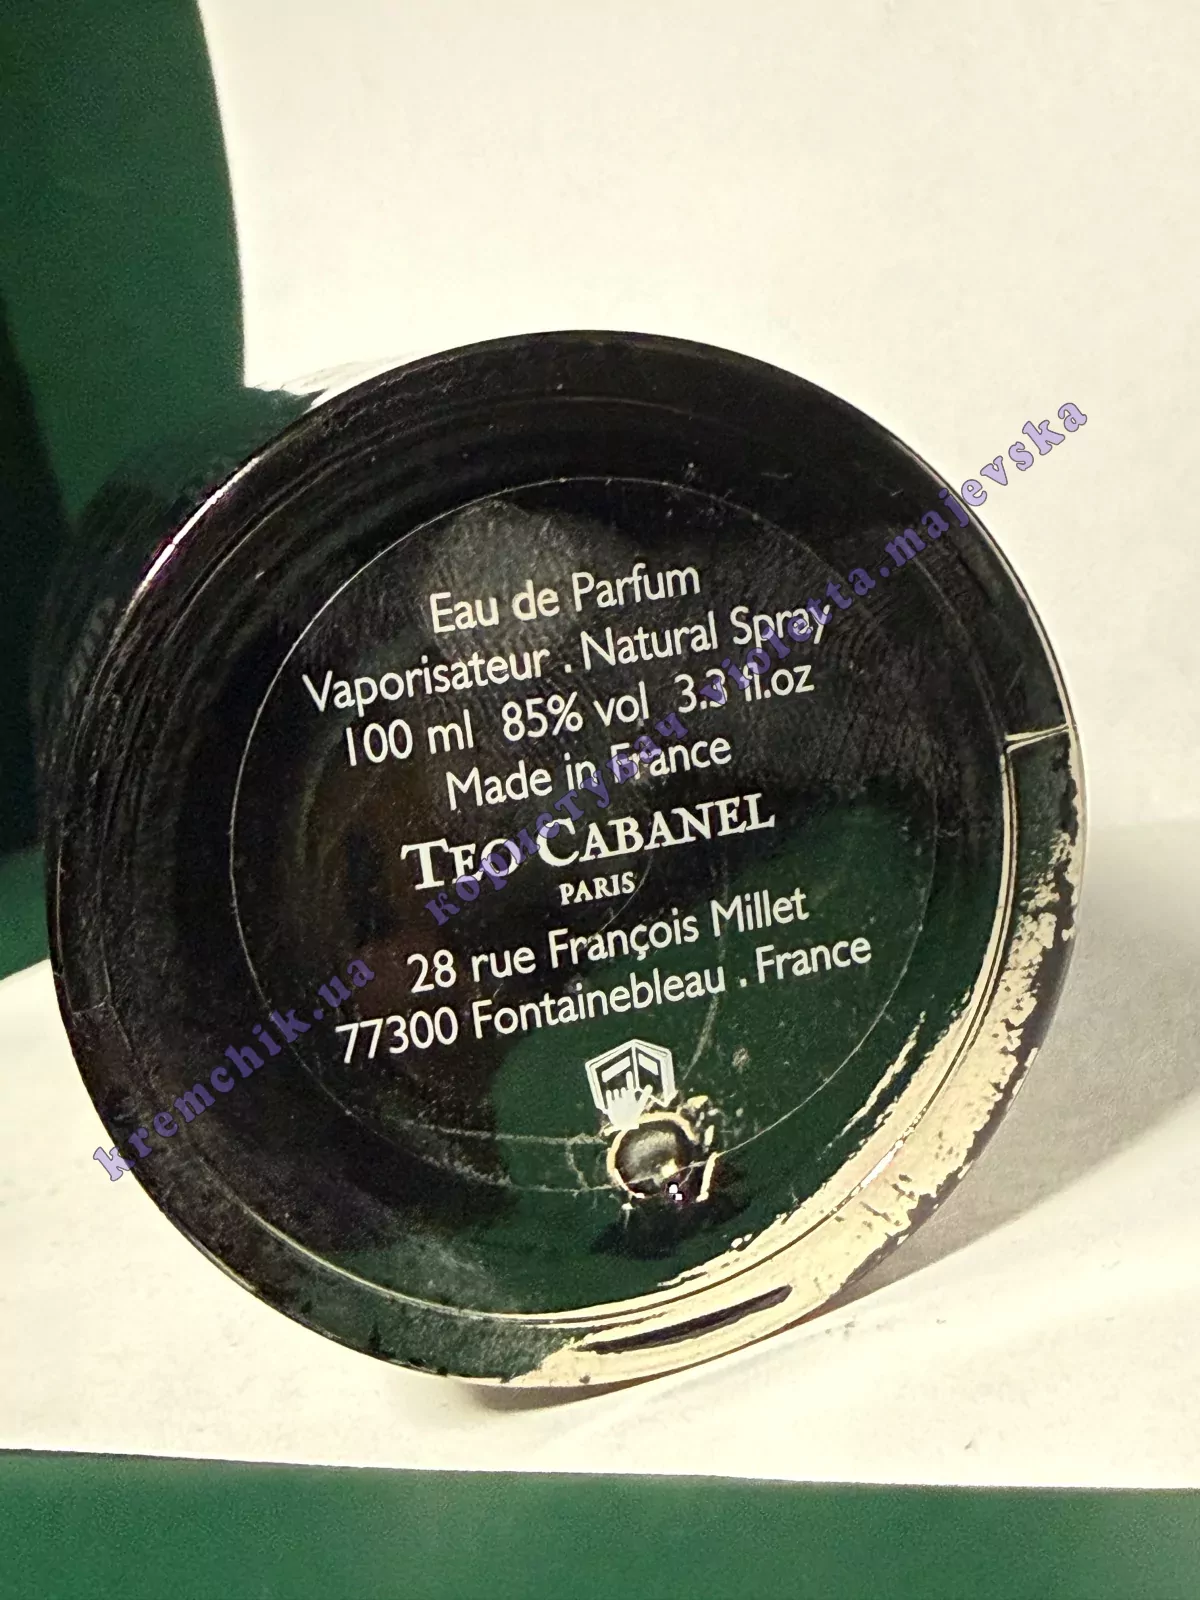 Eau de Parfum
Vaporisateur . Natural Spray
100 ml 85% vol 3.3 fl.oz
Made in France
TEO CABANEL
PARIS
28 rue François Millet
77300 Fontainebleau . France
kremchik.ua користувач violetta.majevska